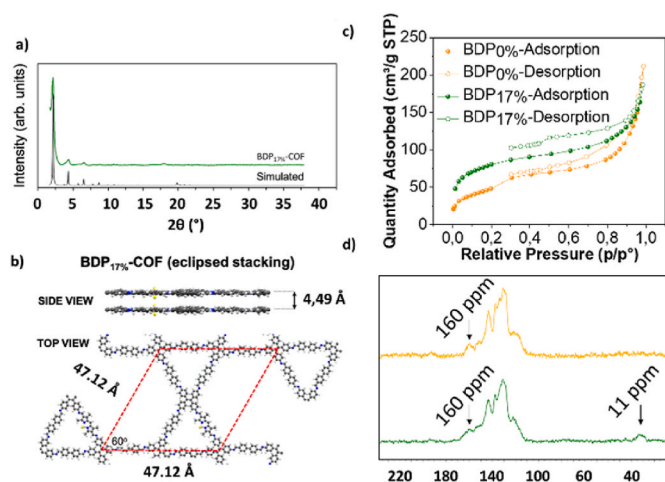 a)
Intensity (arb. units)
BDP17%-COF
Simulated
0 5 10 15 20 25 30 35 40
2θ (°)
b)
BDP17%-COF (eclipsed stacking)
SIDE VIEW
4,49 Å
TOP VIEW
47.12 Å
60°
47.12 Å
c)
Quantity Adsorbed (cm³/g STP)
250
200
150
100
50
0
BDP0%-Adsorption
BDP0%-Desorption
BDP17%-Adsorption
BDP17%-Desorption
0,0 0,2 0,4 0,6 0,8 1,0
Relative Pressure (p/p°)
d)
160 ppm
160 ppm
11 ppm
220 180 140 100 60 40